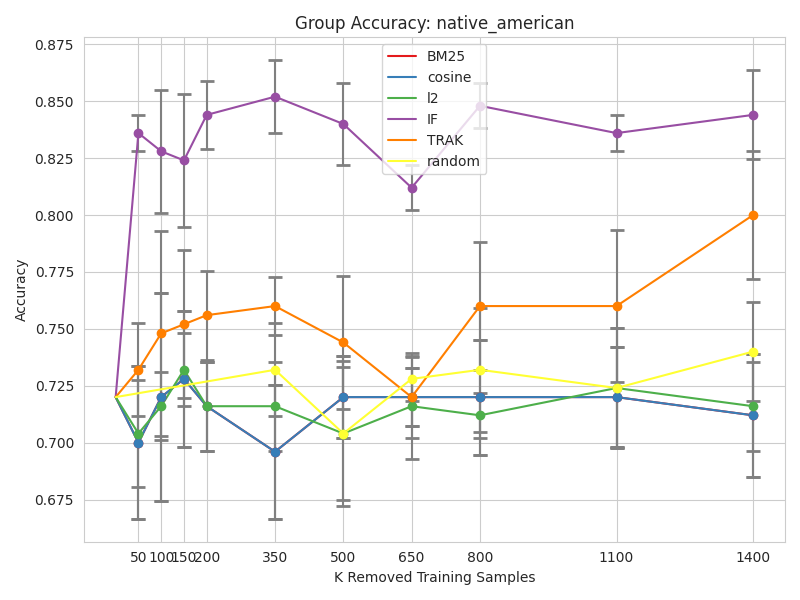 Group Accuracy: native_american
BM25
cosine
l2
IF
TRAK
random
0.875
0.850
0.825
0.800
0.775
0.750
0.725
0.700
0.675
Accuracy
50 100 150 200 350 500 650 800 1100 1400
K Removed Training Samples